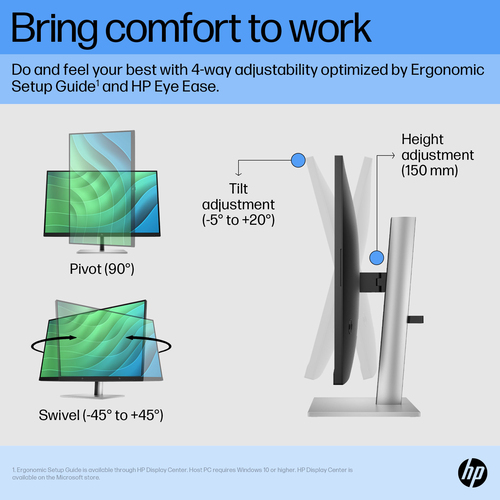 Bring comfort to work
Do and feel your best with 4-way adjustability optimized by Ergonomic
Setup Guide¹ and HP Eye Ease.
Height
adjustment
(150 mm)
Tilt
adjustment
(-5° to +20°)
Pivot (90°)
Swivel (-45° to +45°)
1. Ergonomic Setup Guide is available through HP Display Center. Host PC requires Windows 10 or higher. HP Display Center is
available on the Microsoft store.
hp